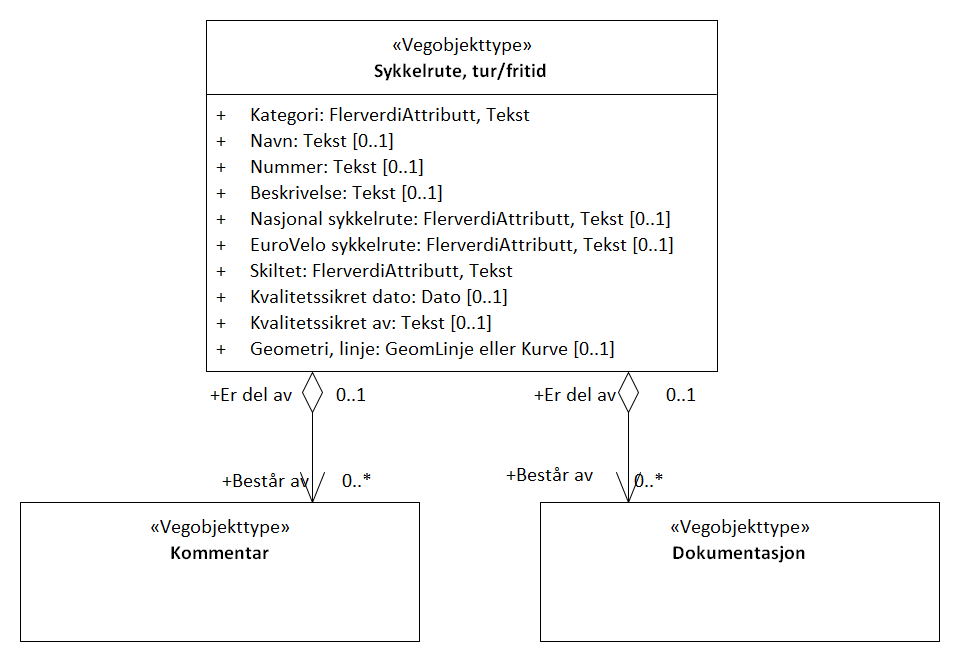 «Vegobjekttype»
Sykkelrute, tur/fritid
+ Kategori: FlerverdiAttributt, Tekst
+ Navn: Tekst [0..1]
+ Nummer: Tekst [0..1]
+ Beskrivelse: Tekst [0..1]
+ Nasjonal sykkelrute: FlerverdiAttributt, Tekst [0..1]
+ EuroVelo sykkelrute: FlerverdiAttributt, Tekst [0..1]
+ Skiltet: FlerverdiAttributt, Tekst
+ Kvalitetssikret dato: Dato [0..1]
+ Kvalitetssikret av: Tekst [0..1]
+ Geometri, linje: GeomLinje eller Kurve [0..1]
+Er del av 0..1
+Er del av 0..1
+Består av 0..*
+Består av 0..*
«Vegobjekttype»
Kommentar
«Vegobjekttype»
Dokumentasjon